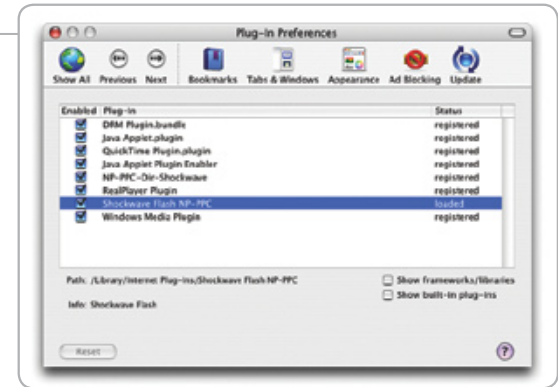 Plug-in Preferences
Show All Previous Next Bookmarks Tabs & Windows Appearance Ad Blocking Update
Enabled Plug-in Status
DRM Plugin.bundle registered
Java Applet.plugin registered
QuickTime Plugin.plugin registered
Java Applet Plugin Enabler registered
NP-PPC-Dir-Shockwave registered
RealPlayer Plugin registered
Shockwave Flash NP-PPC loaded
Windows Media Plugin registered
Path: /Library/Internet Plug-Ins/Shockwave Flash NP-PPC
Show frameworks/libraries
Show built-in plug-ins
Info: Shockwave Flash
Reset ?